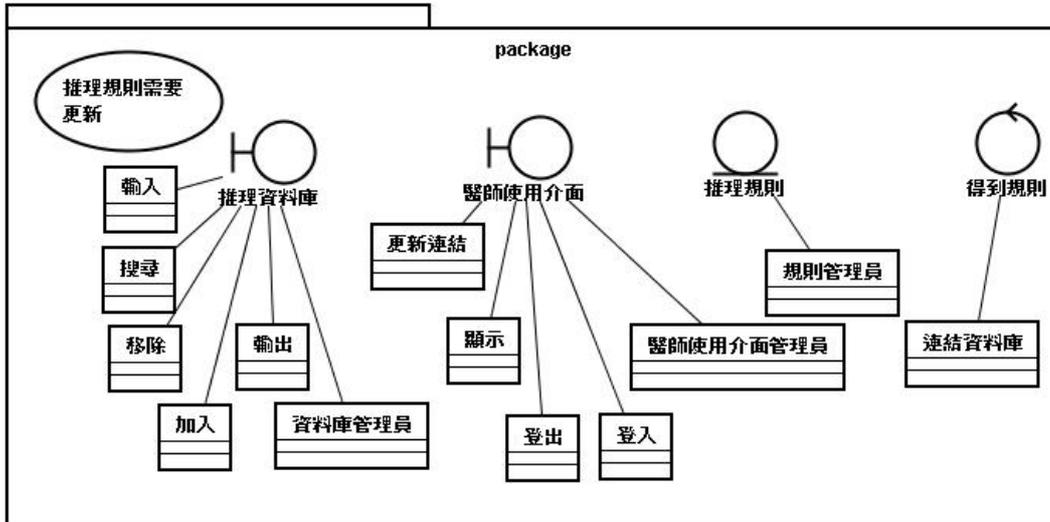 package
推理規則需要
更新
推理資料庫
醫師使用介面
推理規則
得到規則
輸入
搜尋
移除
加入
輸出
資料庫管理員
更新連結
顯示
登出
登入
醫師使用介面管理員
規則管理員
連結資料庫